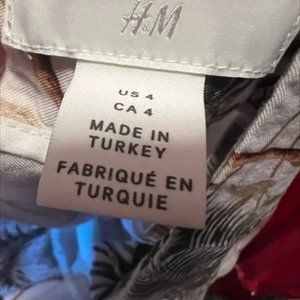 H&M
US 4
CA 4
MADE IN
TURKEY
FABRIQUÉ EN
TURQUIE